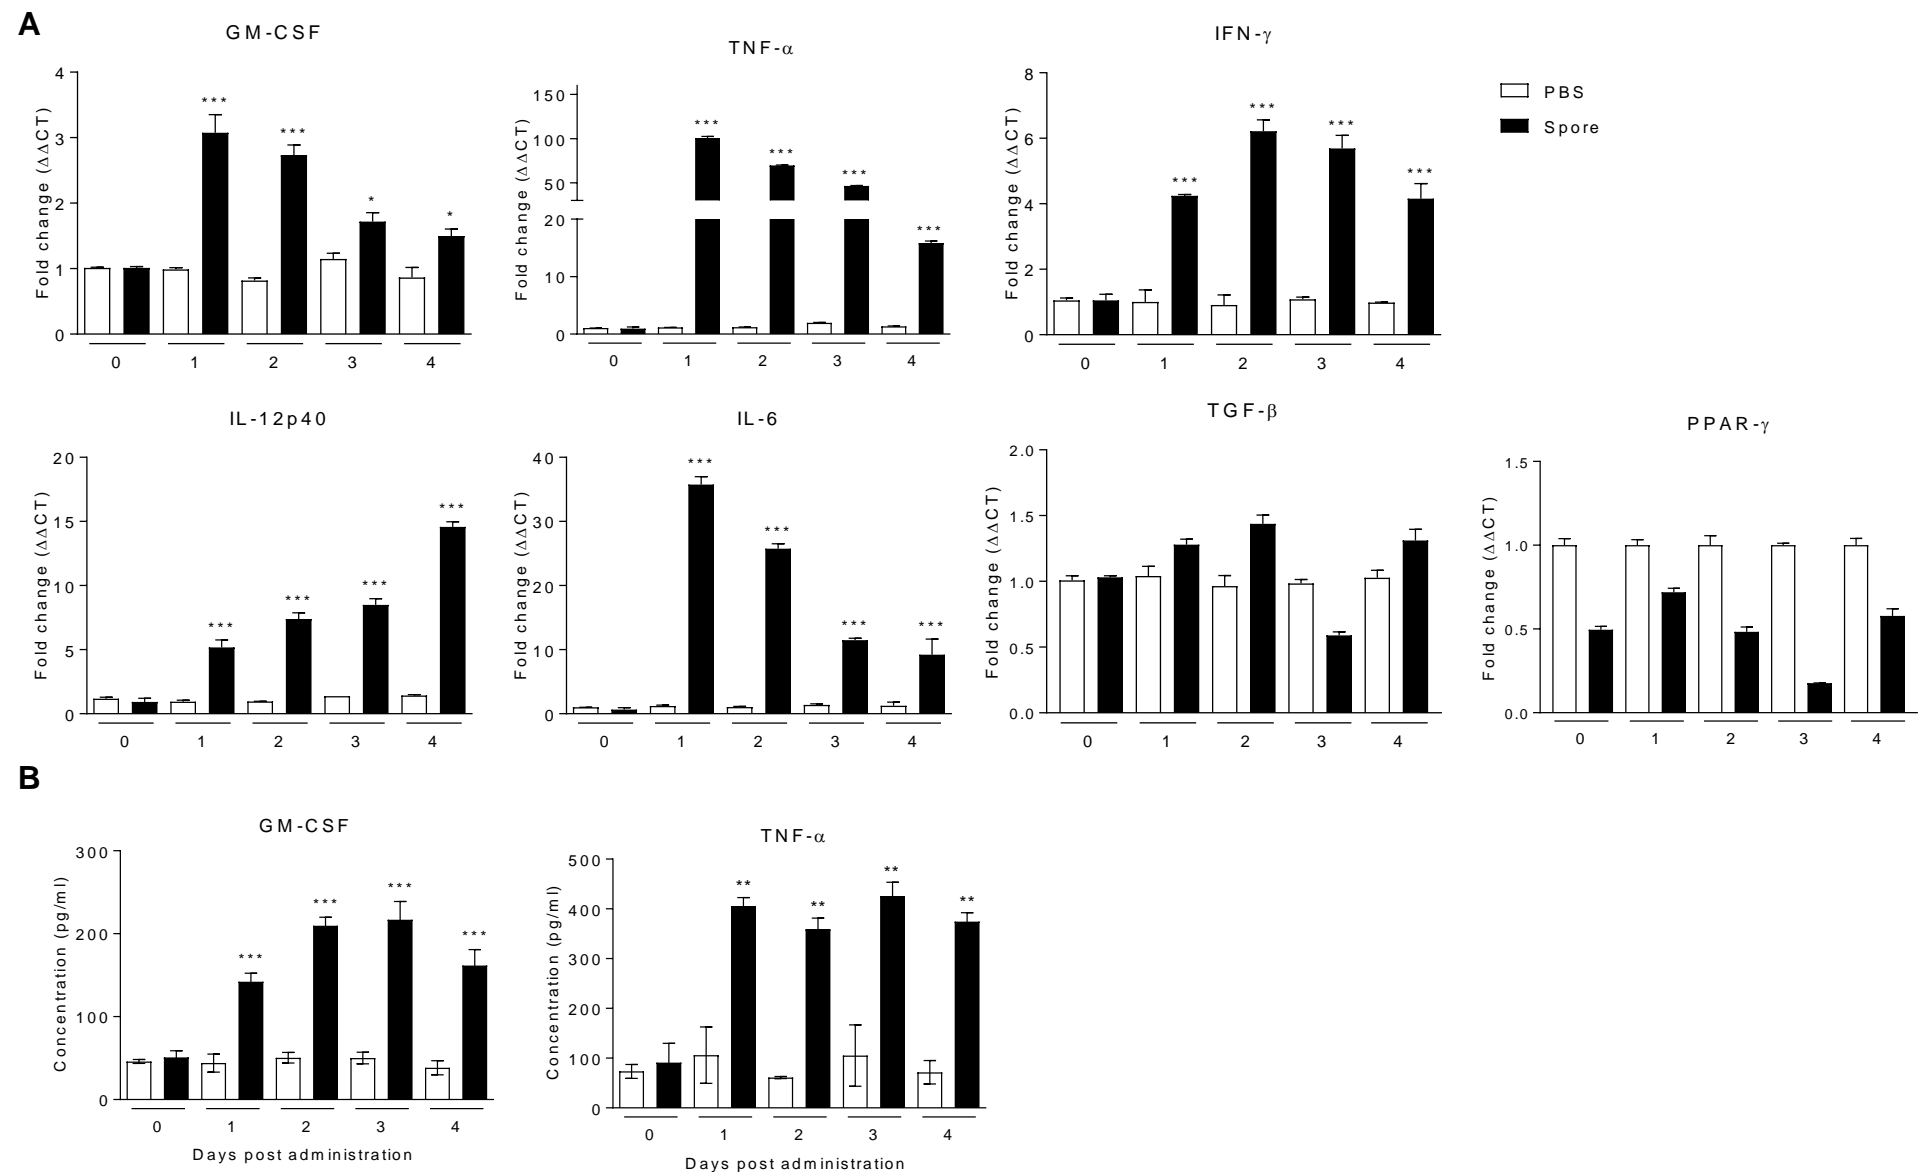 A
GM-CSF
Fold change (ΔΔCT)
4
3
2
1
0
***
***
*
*
0 1 2 3 4
TNF-α
Fold change (ΔΔCT)
150
100
50
20
10
0
***
***
***
***
0 1 2 3 4
IFN-γ
Fold change (ΔΔCT)
8
6
4
2
0
***
***
***
***
0 1 2 3 4
PBS
Spore
IL-12p40
Fold change (ΔΔCT)
20
15
10
5
0
***
***
***
***
0 1 2 3 4
IL-6
Fold change (ΔΔCT)
40
30
20
10
0
***
***
***
***
0 1 2 3 4
TGF-β
Fold change (ΔΔCT)
2.0
1.5
1.0
0.5
0.0
0 1 2 3 4
PPAR-γ
Fold change (ΔΔCT)
1.5
1.0
0.5
0.0
0 1 2 3 4
B
GM-CSF
Concentration (pg/ml)
300
200
100
0
***
***
***
***
0 1 2 3 4
Days post administration
TNF-α
Concentration (pg/ml)
500
400
300
200
100
0
**
**
**
**
0 1 2 3 4
Days post administration